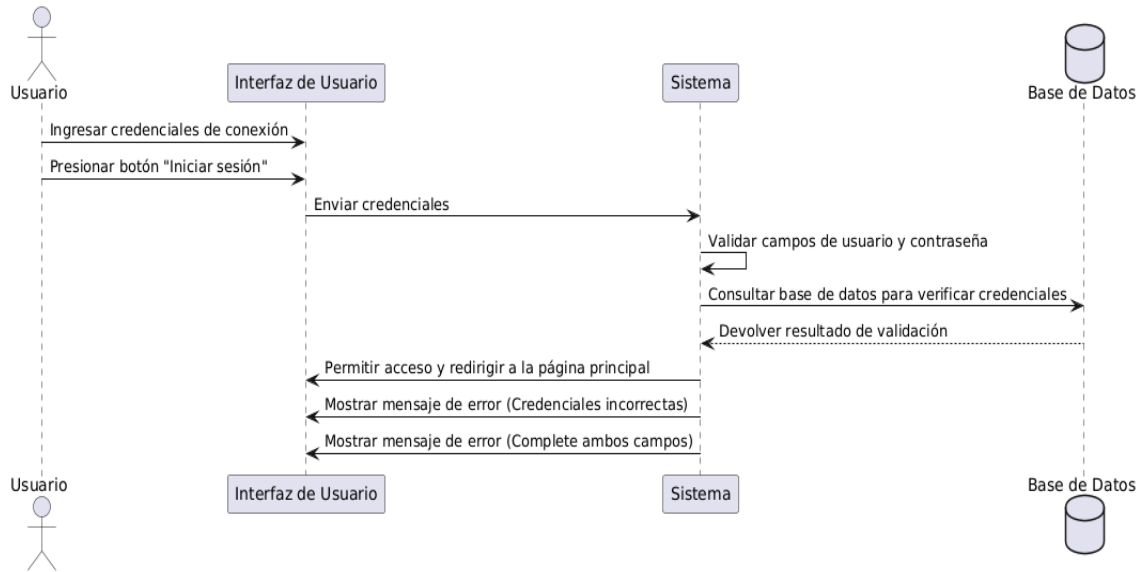 Usuario
Interfaz de Usuario
Sistema
Base de Datos
Ingresar credenciales de conexión
Presionar botón "Iniciar sesión"
Enviar credenciales
Validar campos de usuario y contraseña
Consultar base de datos para verificar credenciales
Devolver resultado de validación
Permitir acceso y redirigir a la página principal
Mostrar mensaje de error (Credenciales incorrectas)
Mostrar mensaje de error (Complete ambos campos)
Usuario
Interfaz de Usuario
Sistema
Base de Datos